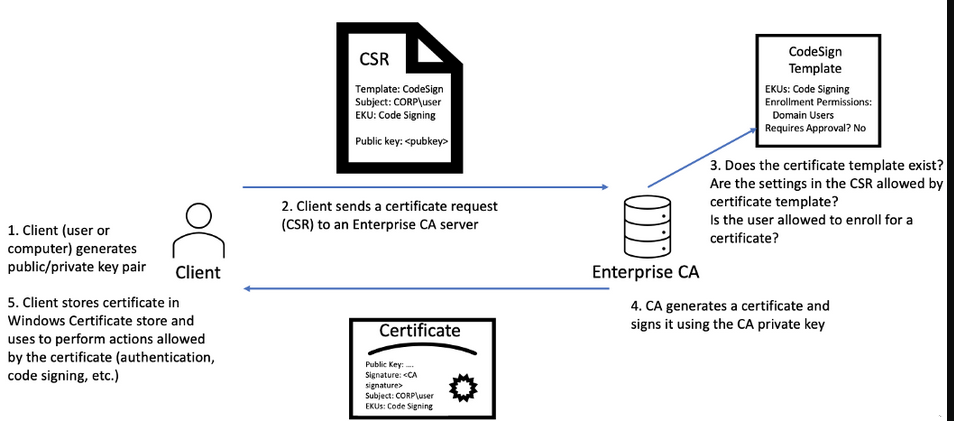 CSR
Template: CodeSign
Subject: CORP\user
EKU: Code Signing
Public key: <pubkey>
CodeSign
Template
EKUs: Code Signing
Enrollment Permissions:
Domain Users
Requires Approval? No
1. Client (user or
computer) generates
public/private key pair
Client
2. Client sends a certificate request
(CSR) to an Enterprise CA server
Enterprise CA
3. Does the certificate template exist?
Are the settings in the CSR allowed by
certificate template?
Is the user allowed to enroll for a
certificate?
4. CA generates a certificate and
signs it using the CA private key
5. Client stores certificate in
Windows Certificate store and
uses to perform actions allowed
by the certificate (authentication,
code signing, etc.)
Certificate
Public Key: ....
Signature: <CA
signature>
Subject: CORP\user
EKUs: Code Signing